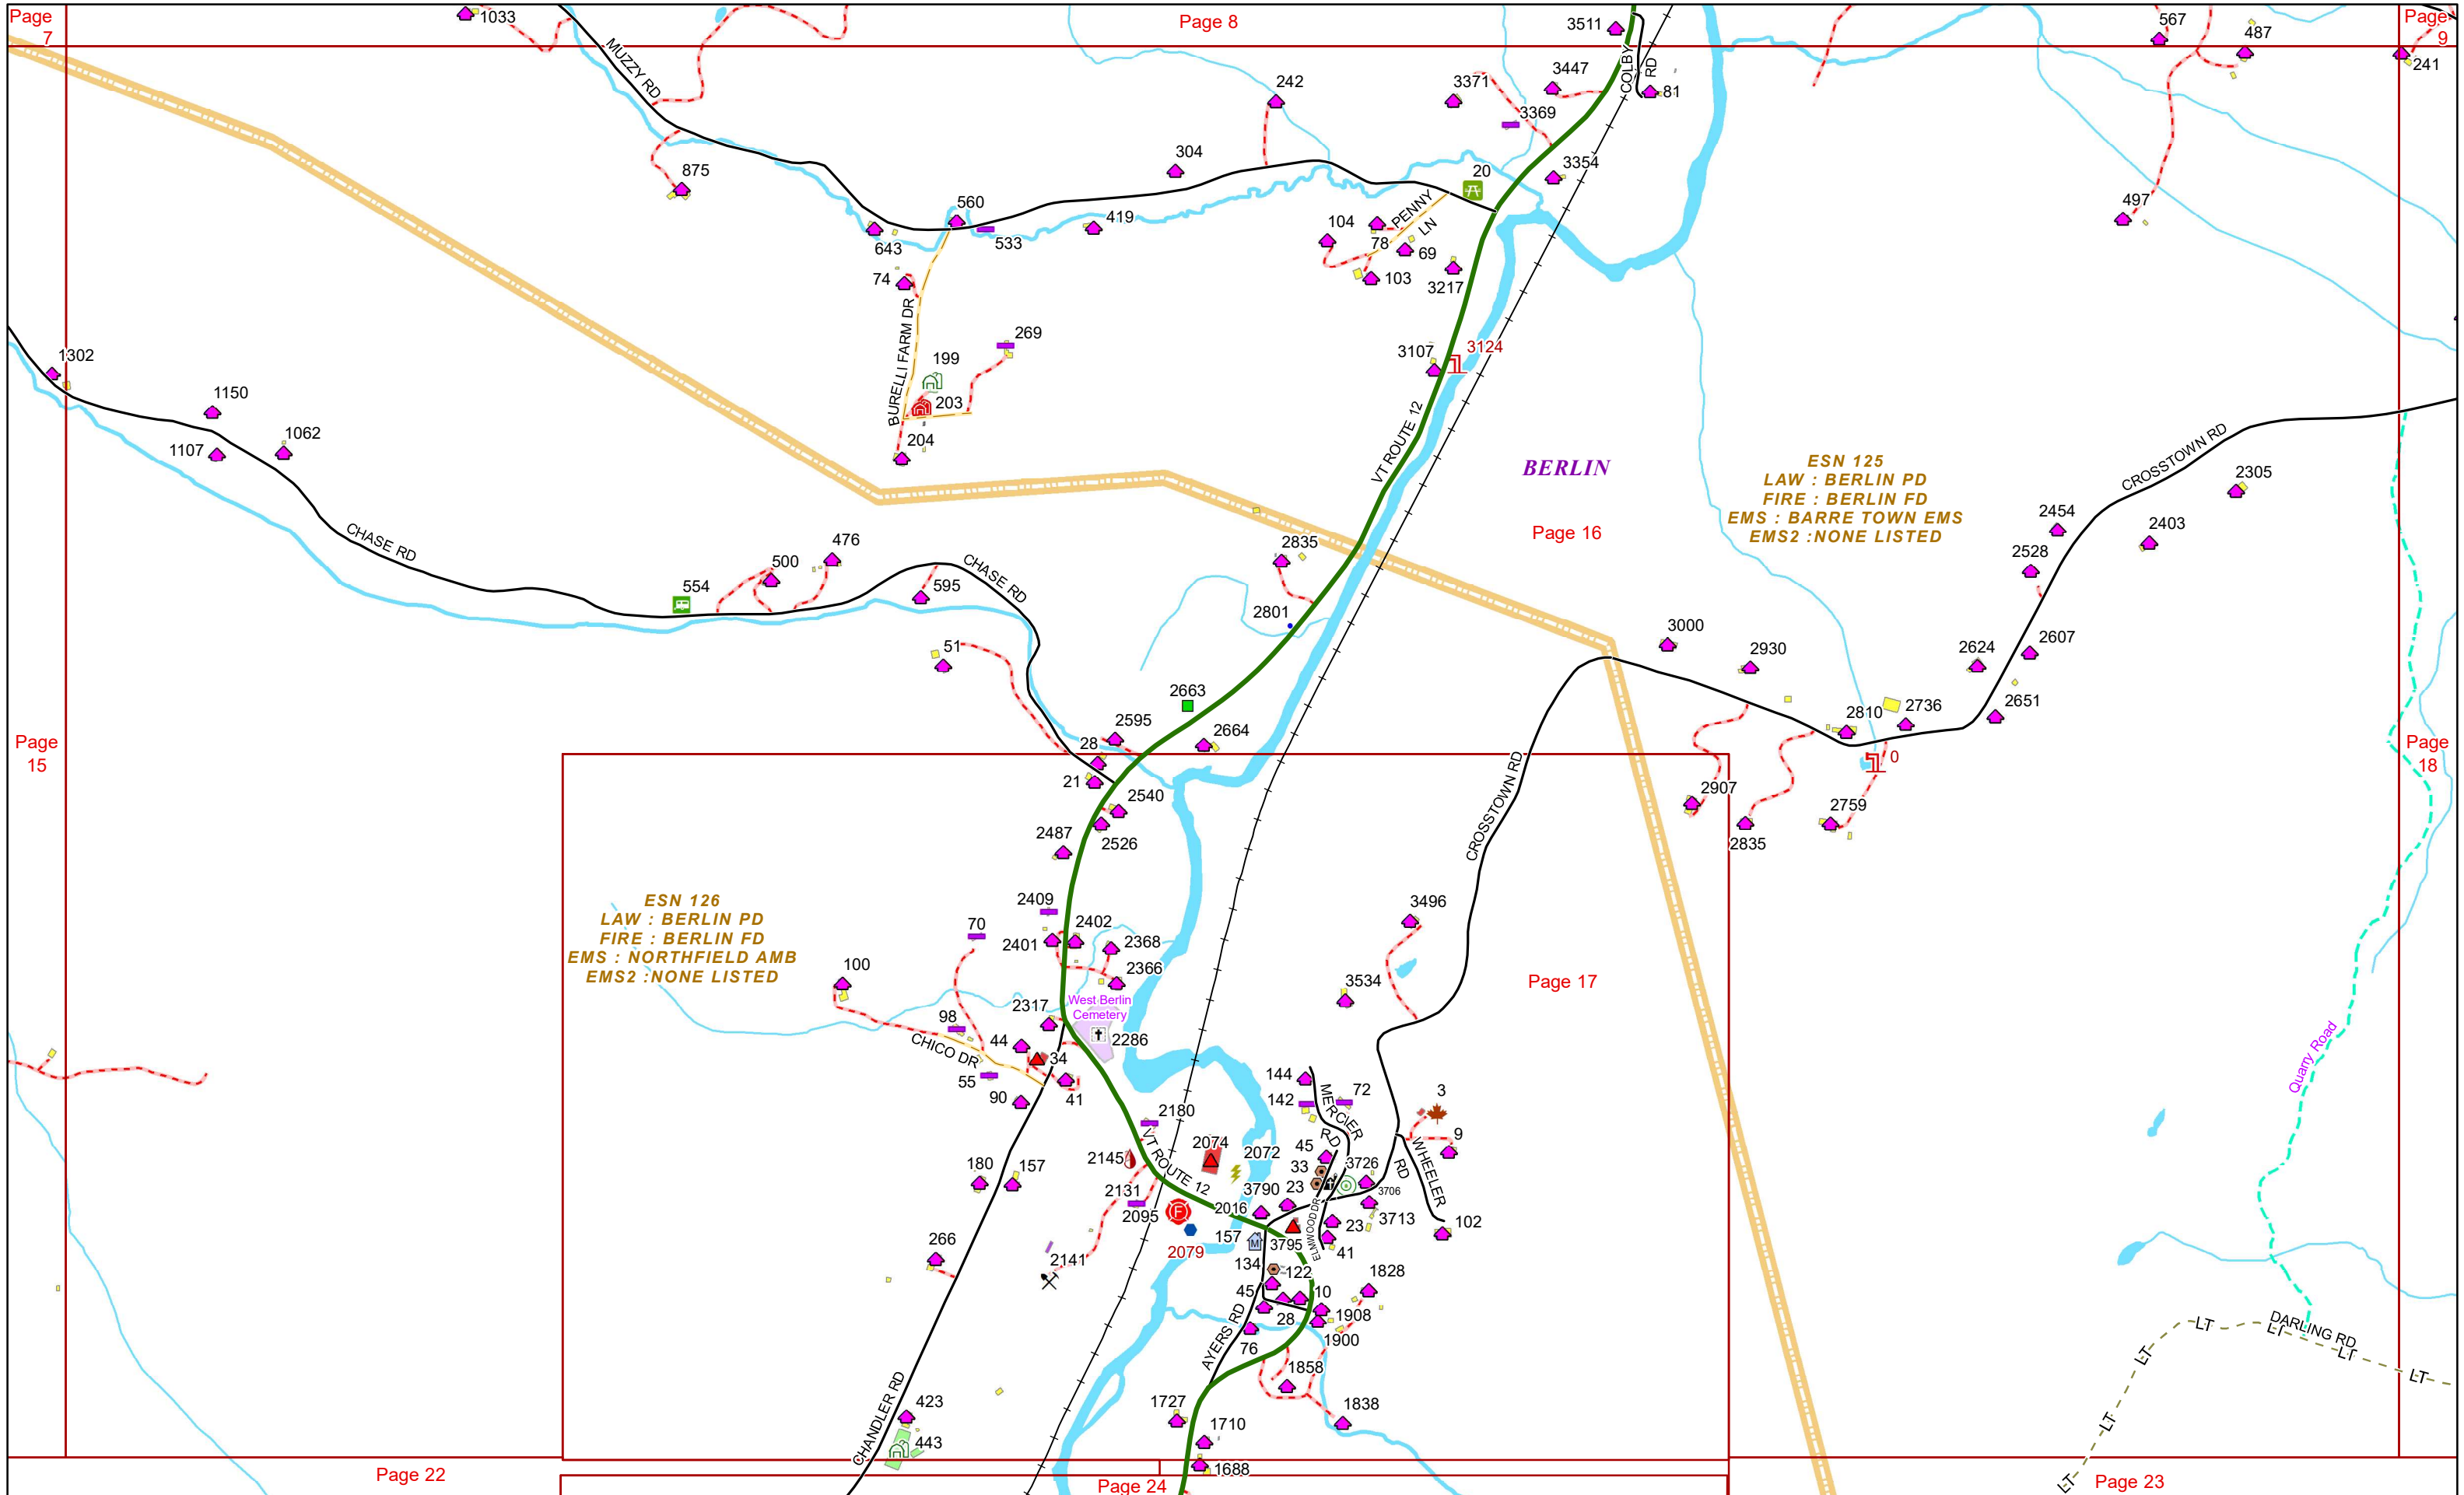 Page
7
1033
Page 8
3511
567
487
Page
9
241
MUZZY RD
COLBY
RD
242
3371
3447
81
3369
304
3354
875
20
497
560
419
PENNY
LN
104
533
643
78
69
74
103
3217
BURELLI FARM DR
269
3124
3107
1302
199
1150
203
VT ROUTE 12
1062
204
1107
CROSSTOWN RD
BERLIN
ESN 125
LAW : BERLIN PD
FIRE : BERLIN FD
EMS : BARRE TOWN EMS
EMS2 :NONE LISTED
2305
Page 16
2454
2403
CHASE RD
476
2835
2528
500
CHASE RD
554
595
2801
3000
2930
2624
2607
51
2663
2595
2664
2810
2736
2651
28
Page
15
Page
18
0
21
2540
CROSSTOWN RD
2907
2759
2487
2526
2835
ESN 126
LAW : BERLIN PD
FIRE : BERLIN FD
EMS : NORTHFIELD AMB
EMS2 :NONE LISTED
2409
3496
70
2402
2401
2368
2366
100
3534
Page 17
West Berlin
Cemetery
2317
98
2286
44
34
CHICO DR
55
Quarry Road
144
90
41
142
72
3
MERCIER
RD
2180
2074
2072
45
9
WHEELER
RD
VT ROUTE 12
2145
33
3726
180
157
2131
3790
23
3706
2095
2016
3713
102
ELMWOOD DR
23
157
3795
41
266
2079
2141
134
122
1828
45
10
28
1908
DARLING RD
LT
LT
LT
LT
LT
LT
LT
1900
AYERS RD
76
1858
CHANDLER RD
423
1727
1838
1710
443
1688
Page 22
Page 24
Page 23